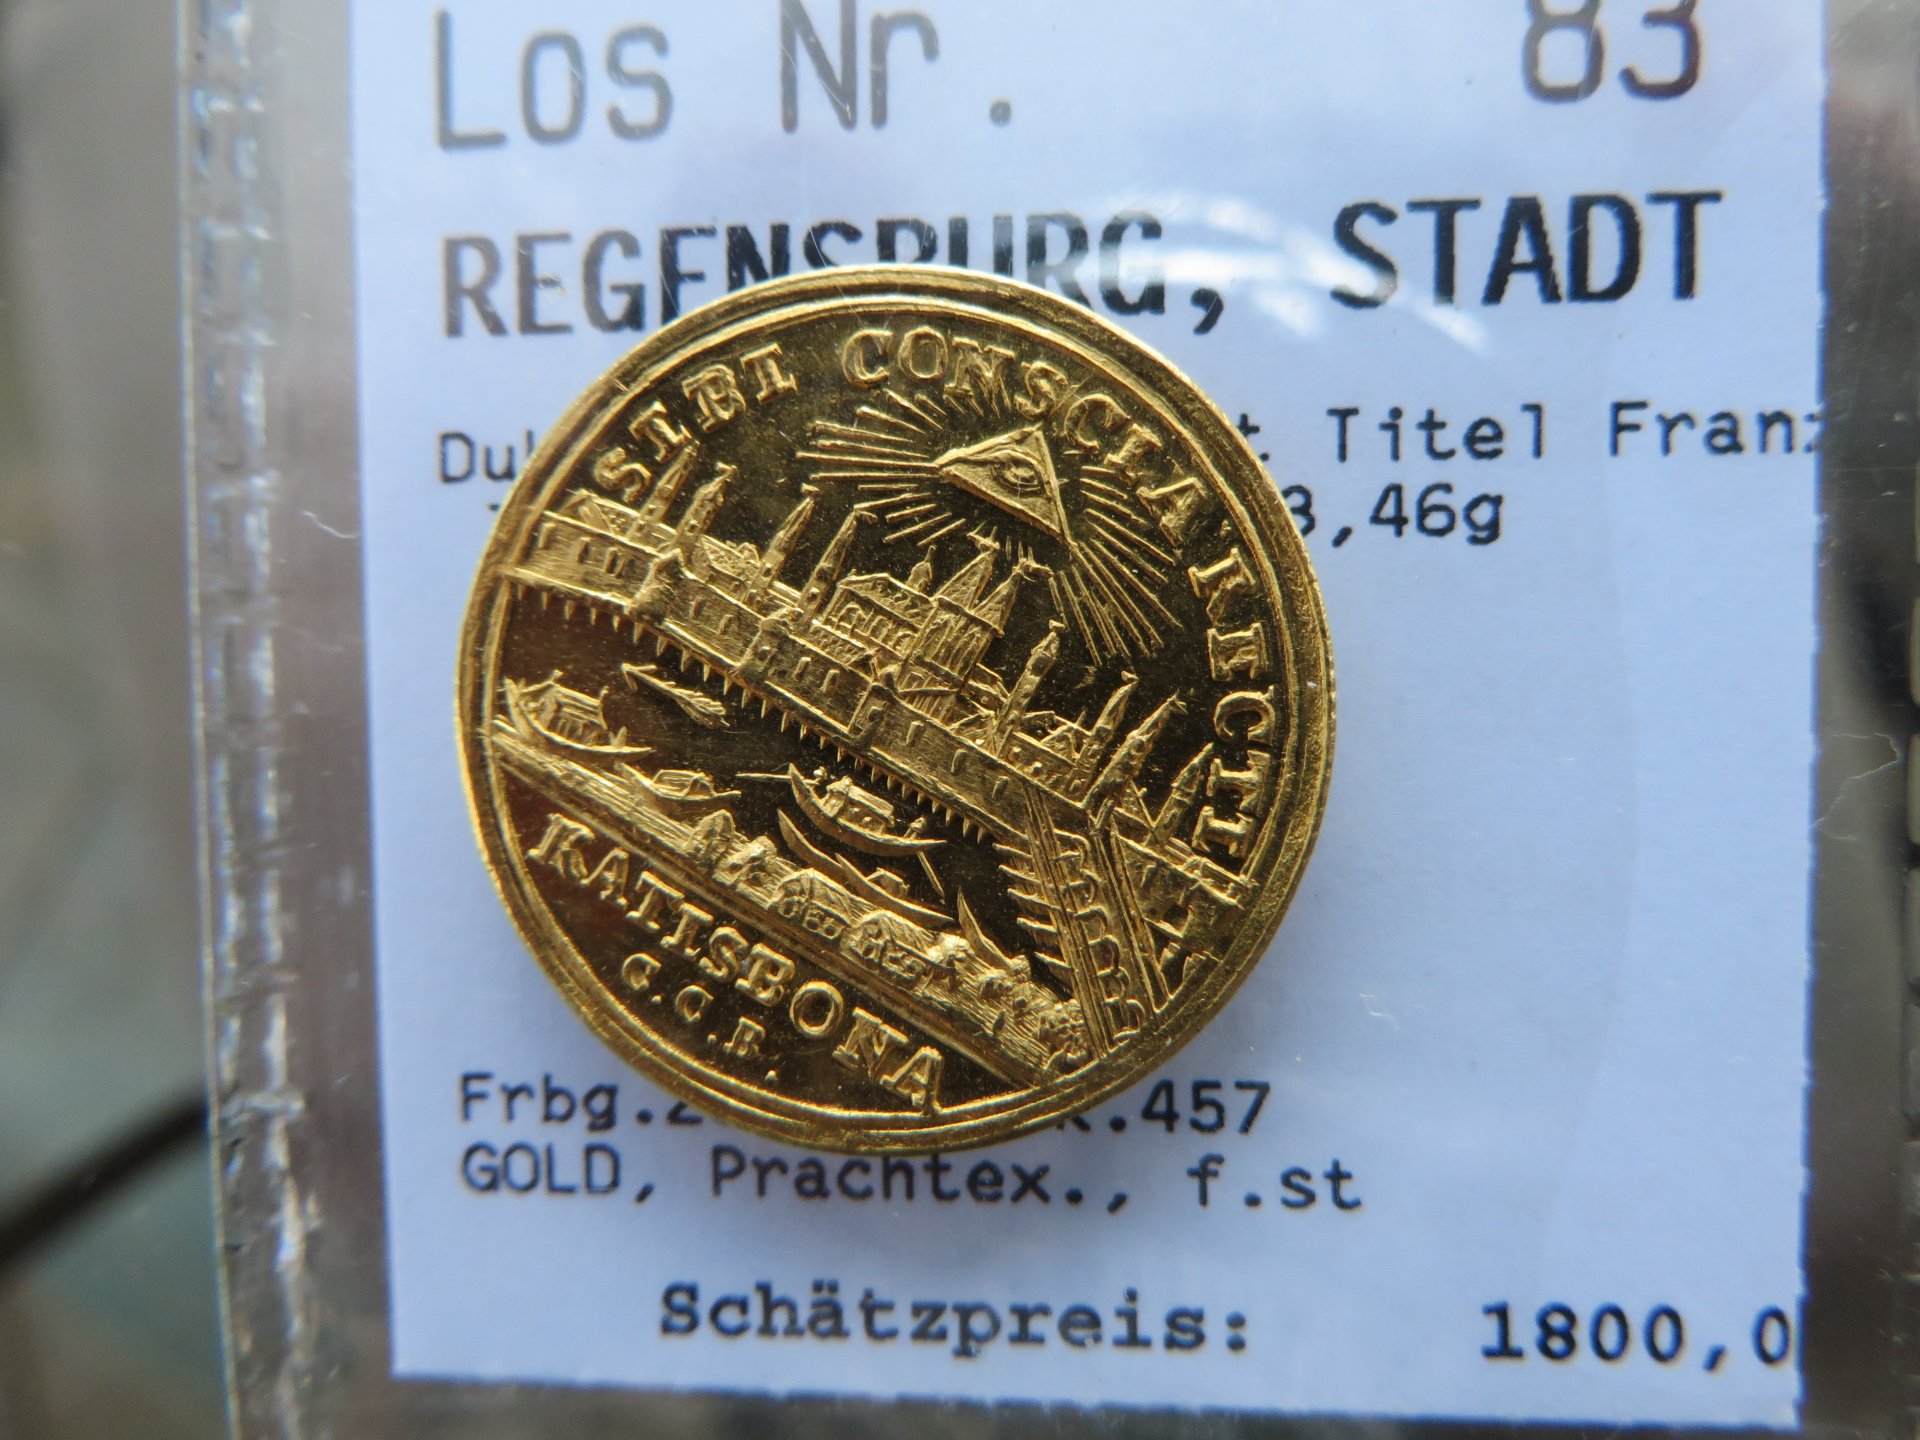 Los Nr. 83
REGENSBURG, STADT
Titel Franz
3,46g
SIBI CONSCIA RECTI
RATISBONA
G.C.B.
Frbg. .457
GOLD, Prachtex., f.st
Schätzpreis: 1800,0